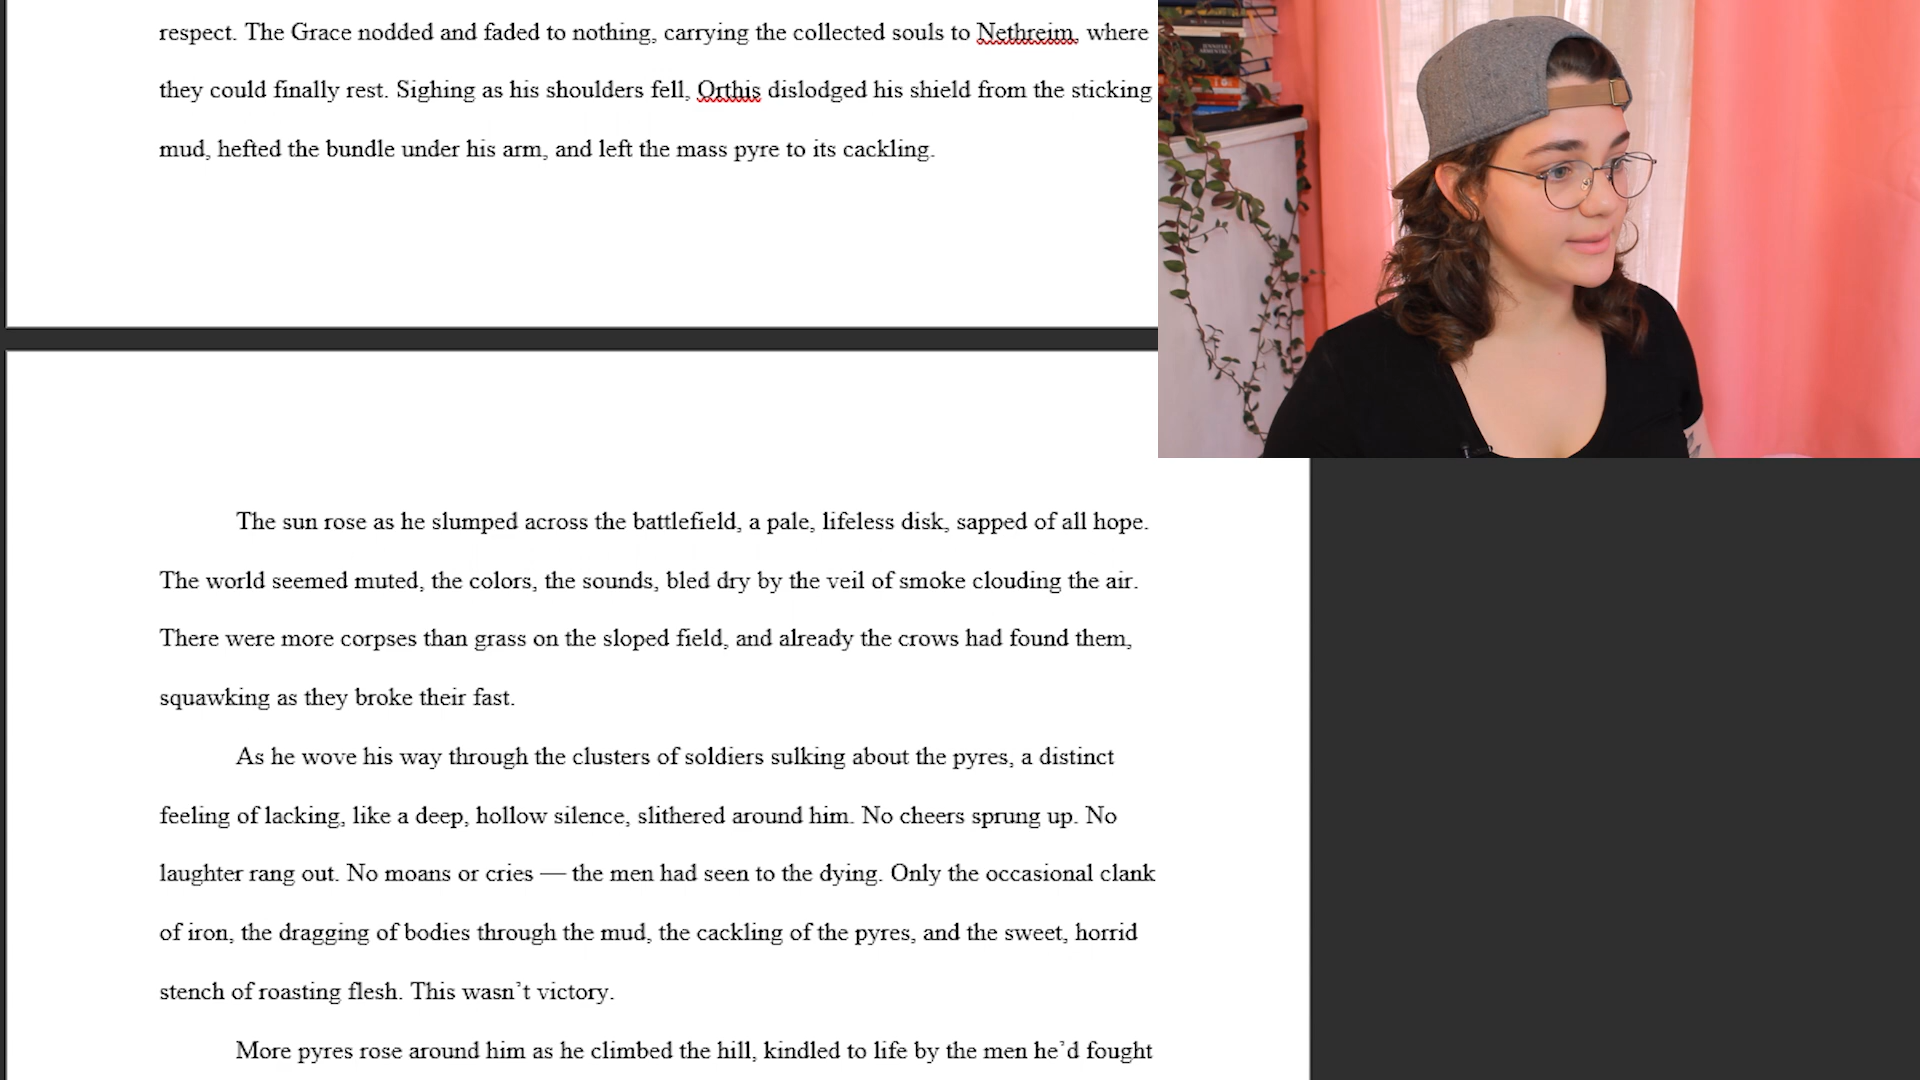 respect. The Grace nodded and faded to nothing, carrying the collected souls to Nethreim, where
they could finally rest. Sighing as his shoulders fell, Orthis dislodged his shield from the sticking
mud, hefted the bundle under his arm, and left the mass pyre to its cackling.
The sun rose as he slumped across the battlefield, a pale, lifeless disk, sapped of all hope.
The world seemed muted, the colors, the sounds, bled dry by the veil of smoke clouding the air.
There were more corpses than grass on the sloped field, and already the crows had found them,
squawking as they broke their fast.
As he wove his way through the clusters of soldiers sulking about the pyres, a distinct
feeling of lacking, like a deep, hollow silence, slithered around him. No cheers sprung up. No
laughter rang out. No moans or cries — the men had seen to the dying. Only the occasional clank
of iron, the dragging of bodies through the mud, the cackling of the pyres, and the sweet, horrid
stench of roasting flesh. This wasn’t victory.
More pyres rose around him as he climbed the hill, kindled to life by the men he’d fought